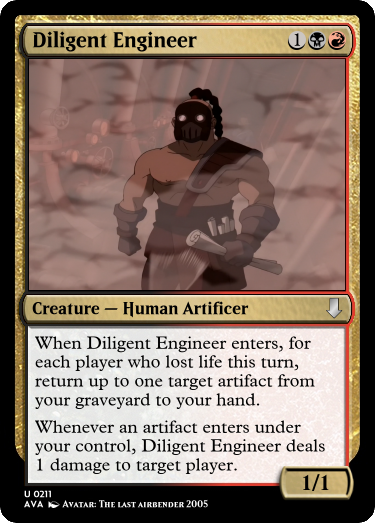 Diligent Engineer 1
Creature — Human Artificer
When Diligent Engineer enters, for
each player who lost life this turn,
return up to one target artifact from
your graveyard to your hand.
Whenever an artifact enters under
your control, Diligent Engineer deals
1 damage to target player.
1/1
U 0211
AVA Avatar: The last airbender 2005